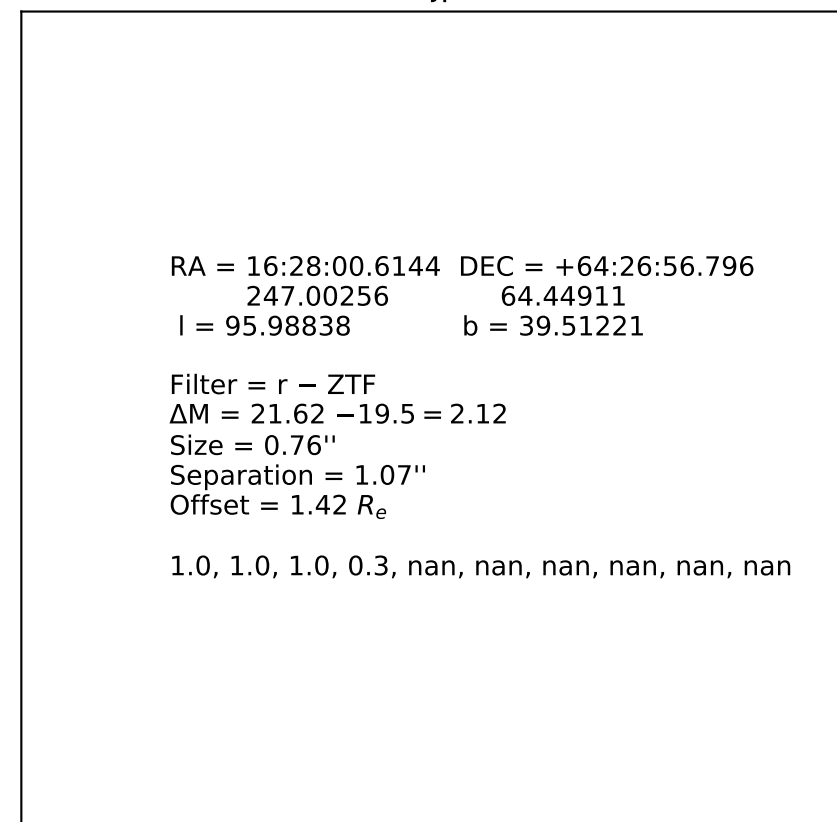 RA = 16:28:00.6144 DEC = +64:26:56.796
247.00256 64.44911
l = 95.98838 b = 39.51221
Filter = r − ZTF
ΔM = 21.62 −19.5 = 2.12
Size = 0.76''
Separation = 1.07''
Offset = 1.42 Rₑ
1.0, 1.0, 1.0, 0.3, nan, nan, nan, nan, nan, nan